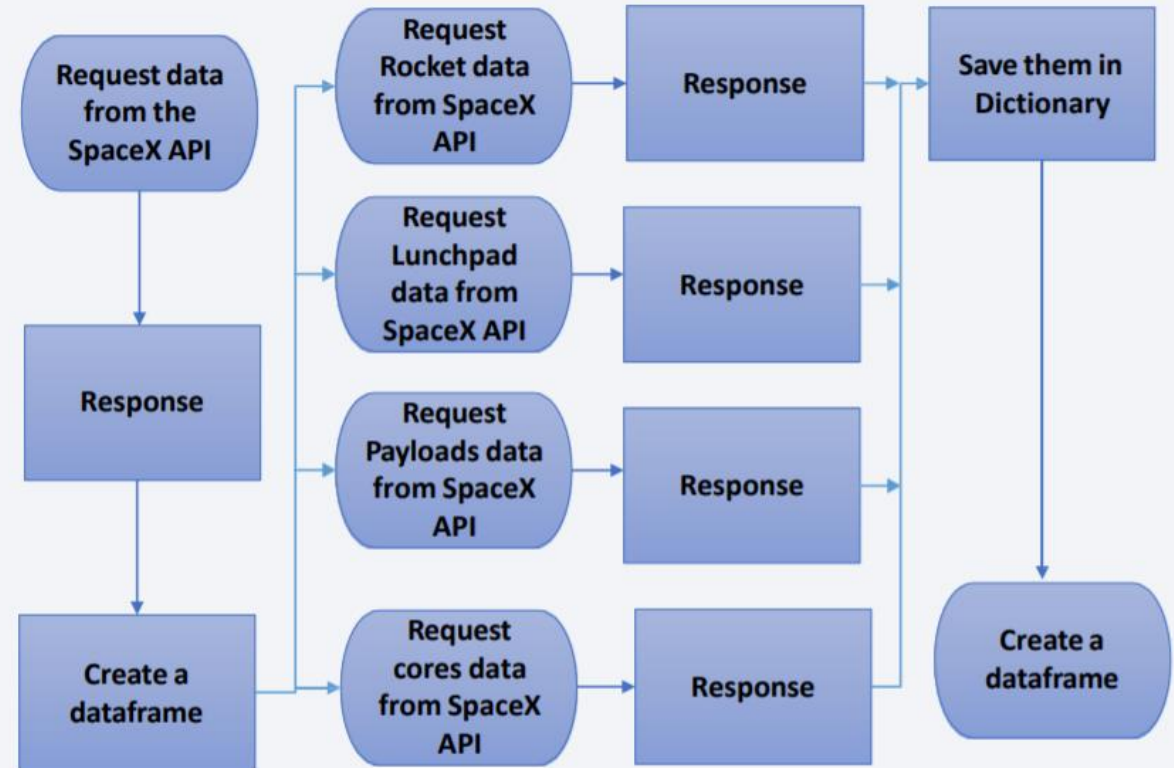 Request data
from the
SpaceX API
Response
Create a
dataframe
Request
Rocket data
from SpaceX
API
Response
Request
Lunchpad
data from
SpaceX API
Response
Request
Payloads data
from SpaceX
API
Response
Request
cores data
from SpaceX
API
Response
Save them in
Dictionary
Create a
dataframe